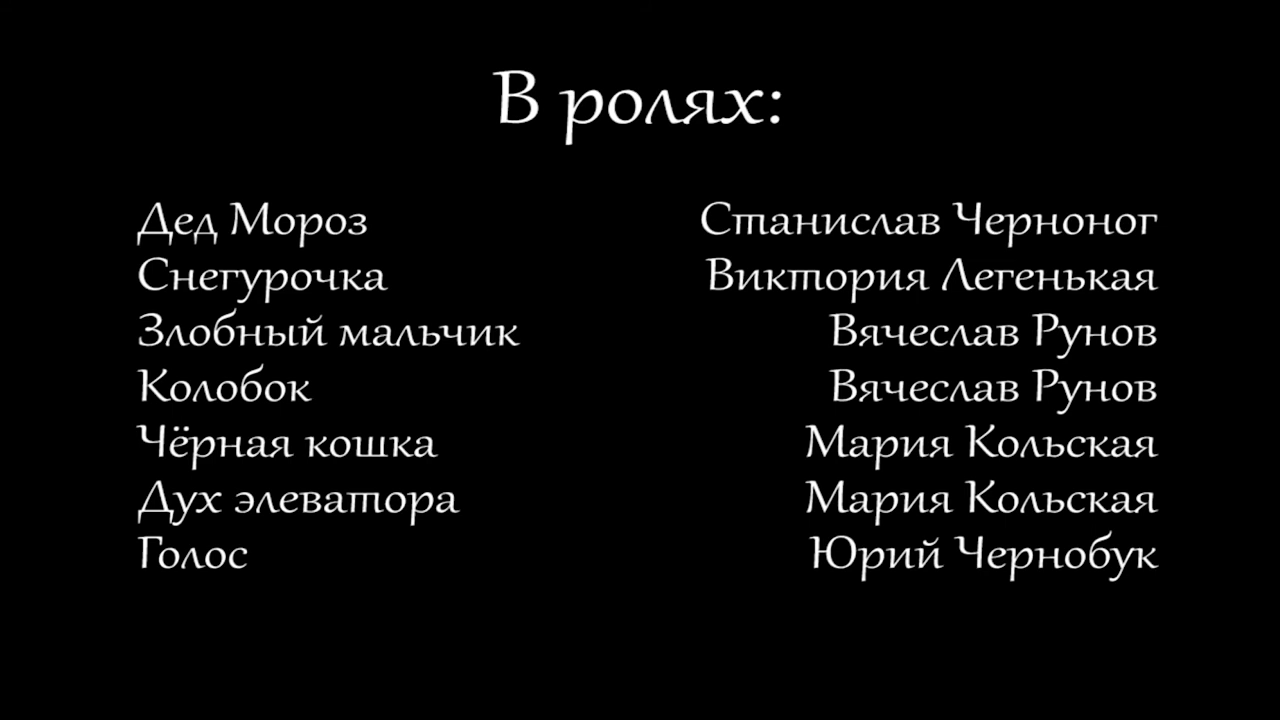 В ролях:
Дед Мороз Станислав Черноног
Снегурочка Виктория Легенькая
Злобный мальчик Вячеслав Рунов
Колобок Вячеслав Рунов
Чёрная кошка Мария Кольская
Дух элеватора Мария Кольская
Голос Юрий Чернобук